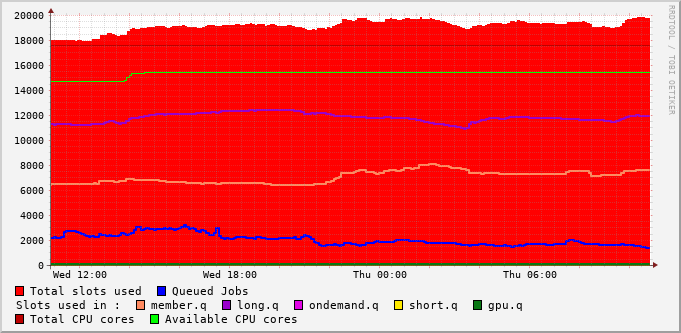 20000
18000
16000
14000
12000
10000
8000
6000
4000
2000
0
Wed 12:00 Wed 18:00 Thu 00:00 Thu 06:00
RRDTOOL / TOBI OETIKER
Total slots used Queued Jobs
Slots used in : member.q long.q ondemand.q short.q gpu.q
Total CPU cores Available CPU cores